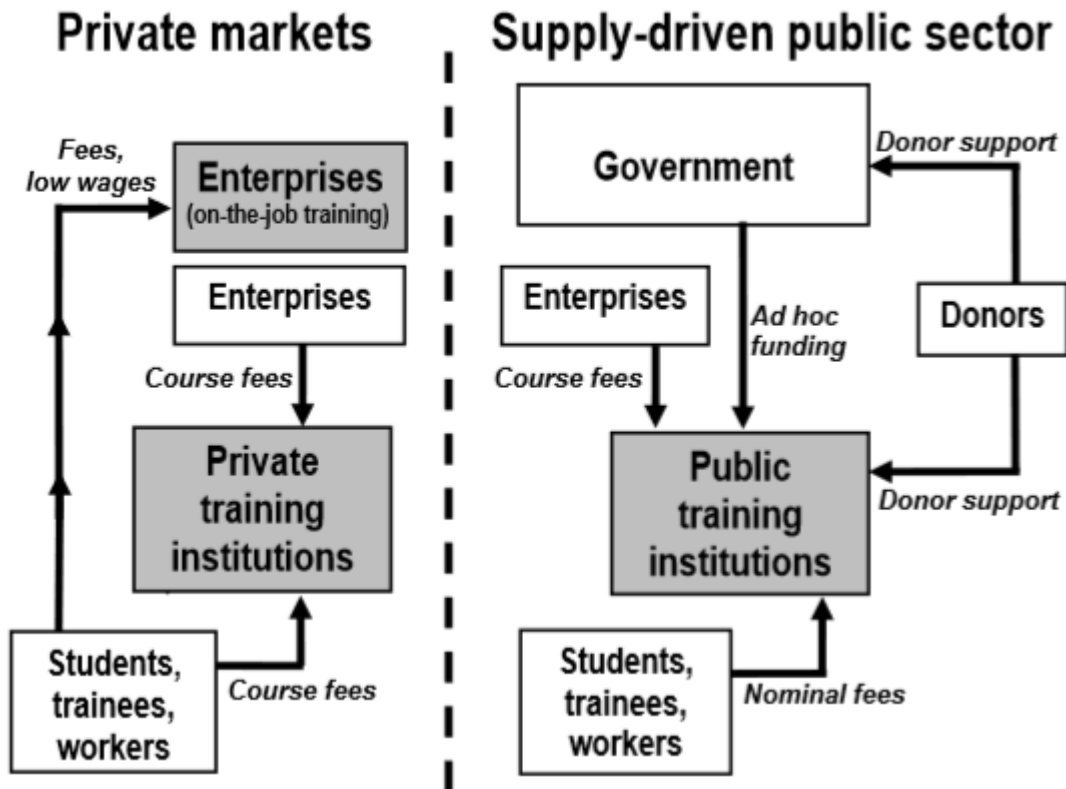 Private markets
Fees,
low wages
Enterprises
(on-the-job training)
Enterprises
Course fees
Private
training
institutions
Students,
trainees,
workers
Course fees
Supply-driven public sector
Government
Donor support
Enterprises
Ad hoc
funding
Donors
Course fees
Public
training
institutions
Donor support
Students,
trainees,
workers
Nominal fees